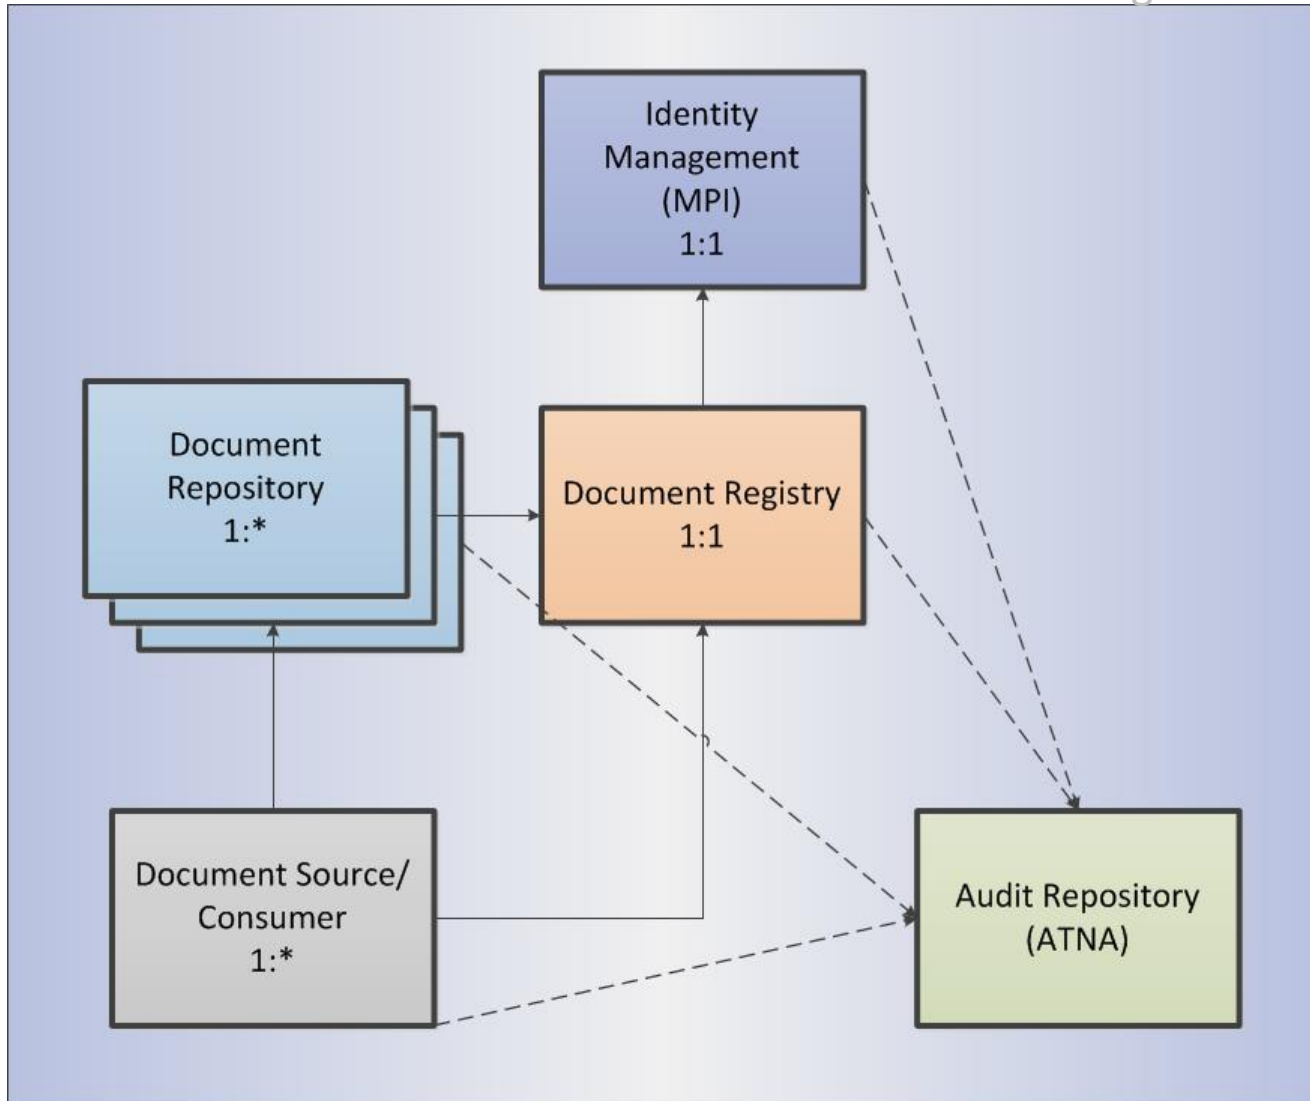 Identity
Management
(MPI)
1:1
Document
Repository
1:*
Document Registry
1:1
Document Source/
Consumer
1:*
Audit Repository
(ATNA)